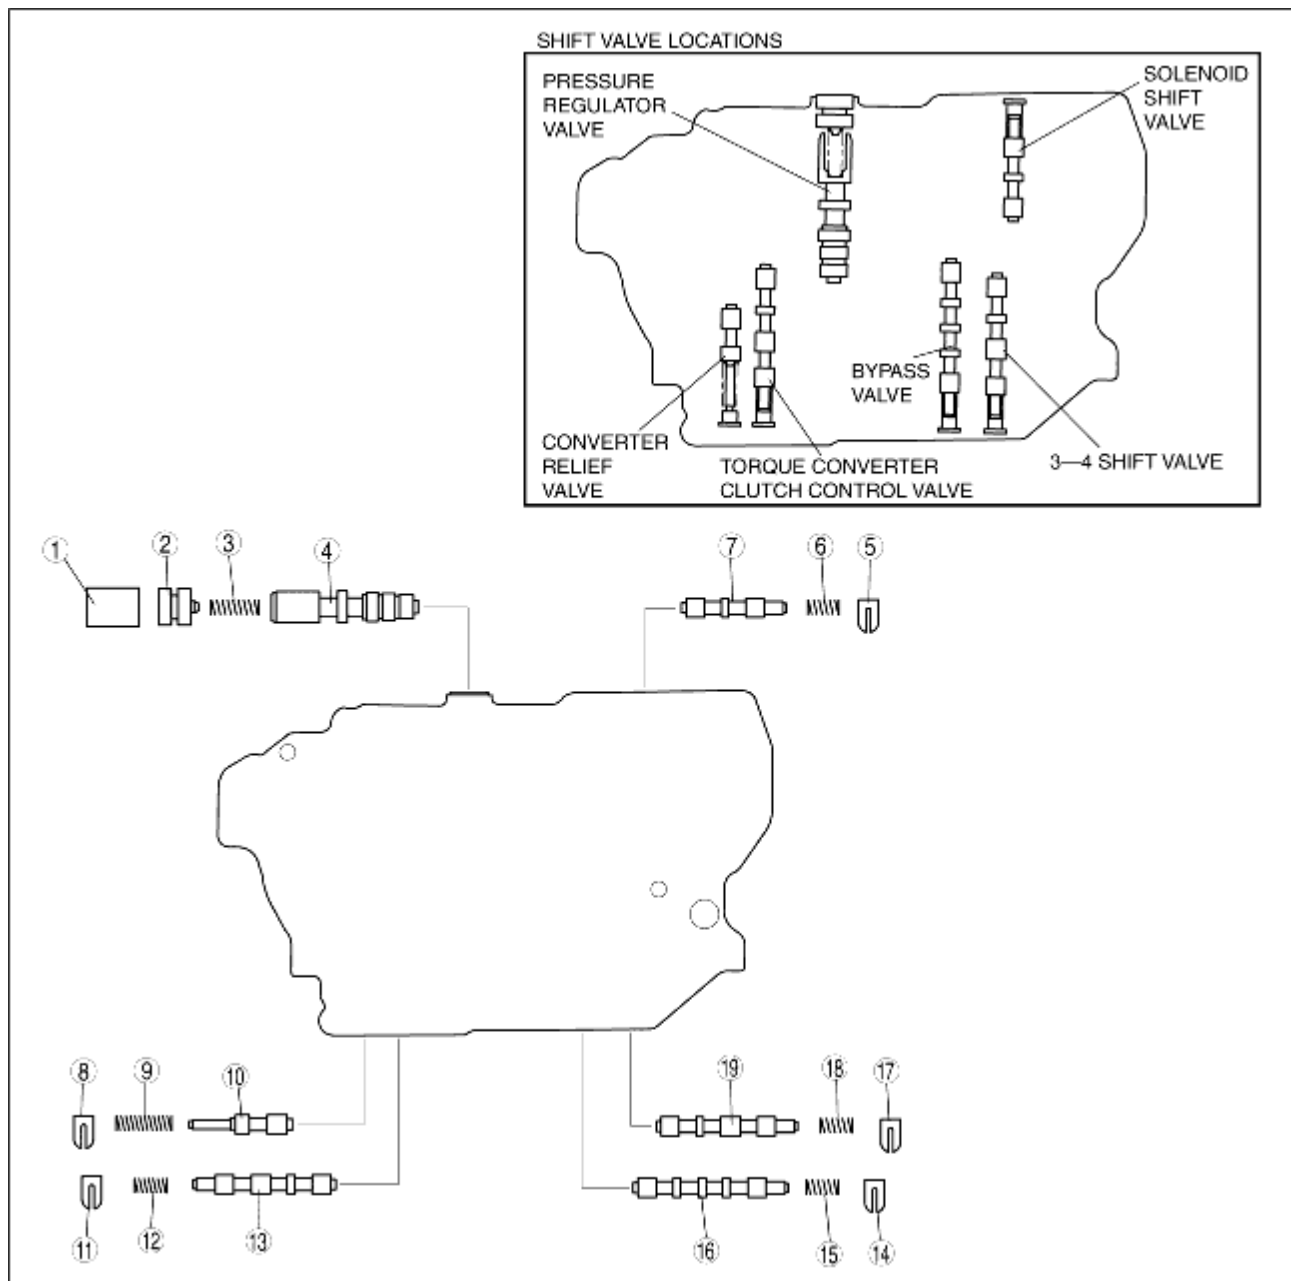 SHIFT VALVE LOCATIONS
PRESSURE
REGULATOR
VALVE
SOLENOID
SHIFT
VALVE
BYPASS
VALVE
CONVERTER
RELIEF
VALVE
TORQUE CONVERTER
CLUTCH CONTROL VALVE
3—4 SHIFT VALVE
1
2
3
4
7
6
5
8
9
10
19
18
17
11
12
13
16
15
14